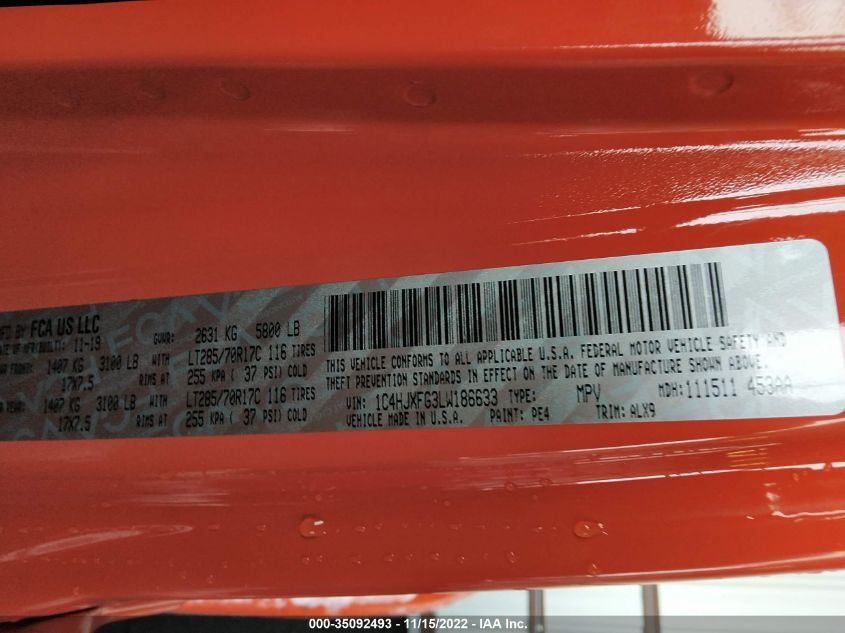 MFD BY FCA US LLC
DATE OF MFR(BUILT): 11-19
GVWR: 2631 KG 5800 LB
FRONT: 1407 KG 3100 LB WITH LT285/70R17C 116 TIRES
17X7.5 RIMS AT 255 KPA ( 37 PSI) COLD
REAR: 1407 KG 3100 LB WITH LT285/70R17C 116 TIRES
17X7.5 RIMS AT 255 KPA ( 37 PSI) COLD
THIS VEHICLE CONFORMS TO ALL APPLICABLE U.S.A. FEDERAL MOTOR VEHICLE SAFETY AND
THEFT PREVENTION STANDARDS IN EFFECT ON THE DATE OF MANUFACTURE SHOWN ABOVE.
VIN: 1C4HJXFG3LW186633 TYPE: MPV MDH: 111511 453AA
VEHICLE MADE IN U.S.A. PAINT: PE4 TRIM: ALX9
000-35092493 - 11/15/2022 - IAA Inc.